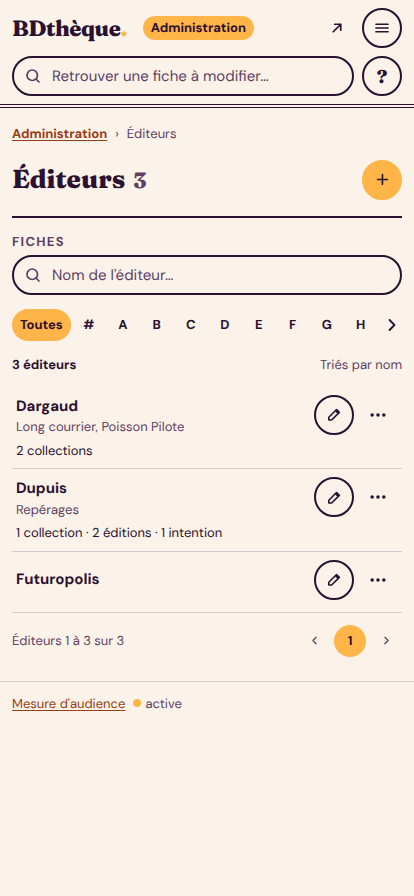 BDthèque. Administration
Retrouver une fiche à modifier… ?
Administration › Éditeurs
Éditeurs 3 +
FICHES
Nom de l'éditeur…
Toutes # A B C D E F G H
3 éditeurs Triés par nom
Dargaud
Long courrier, Poisson Pilote
2 collections
Dupuis
Repérages
1 collection · 2 éditions · 1 intention
Futuropolis
Éditeurs 1 à 3 sur 3 ‹ 1 ›
Mesure d'audience active